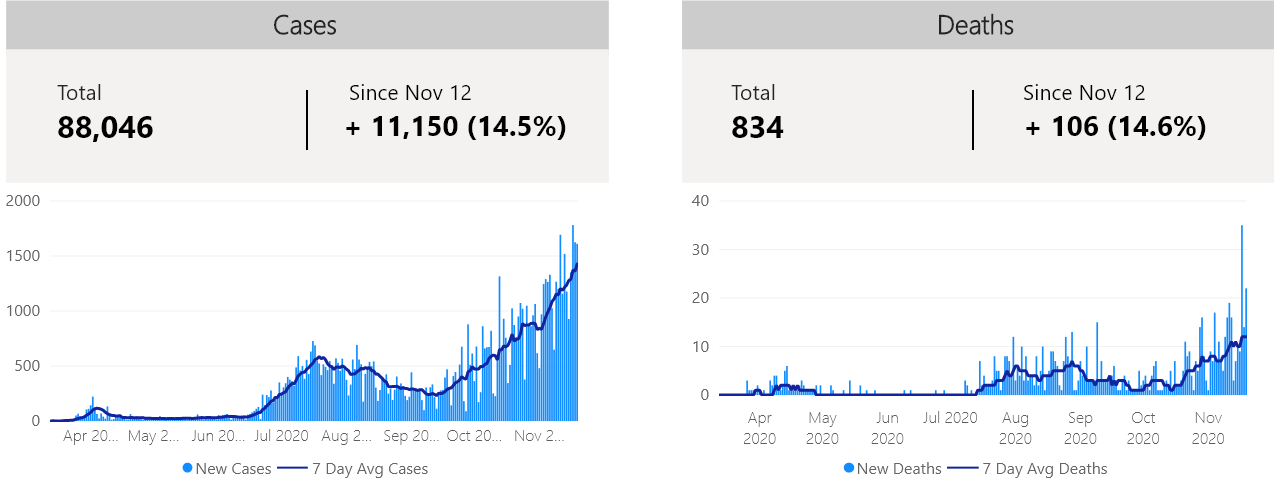 Cases
Total
88,046
Since Nov 12
+ 11,150 (14.5%)
2000
1500
1000
500
0
Apr 20...
May 2...
Jun 20...
Jul 2020
Aug 2...
Sep 20...
Oct 20...
Nov 2...
New Cases
7 Day Avg Cases
Deaths
Total
834
Since Nov 12
+ 106 (14.6%)
40
30
20
10
0
Apr 2020
May 2020
Jun 2020
Jul 2020
Aug 2020
Sep 2020
Oct 2020
Nov 2020
New Deaths
7 Day Avg Deaths